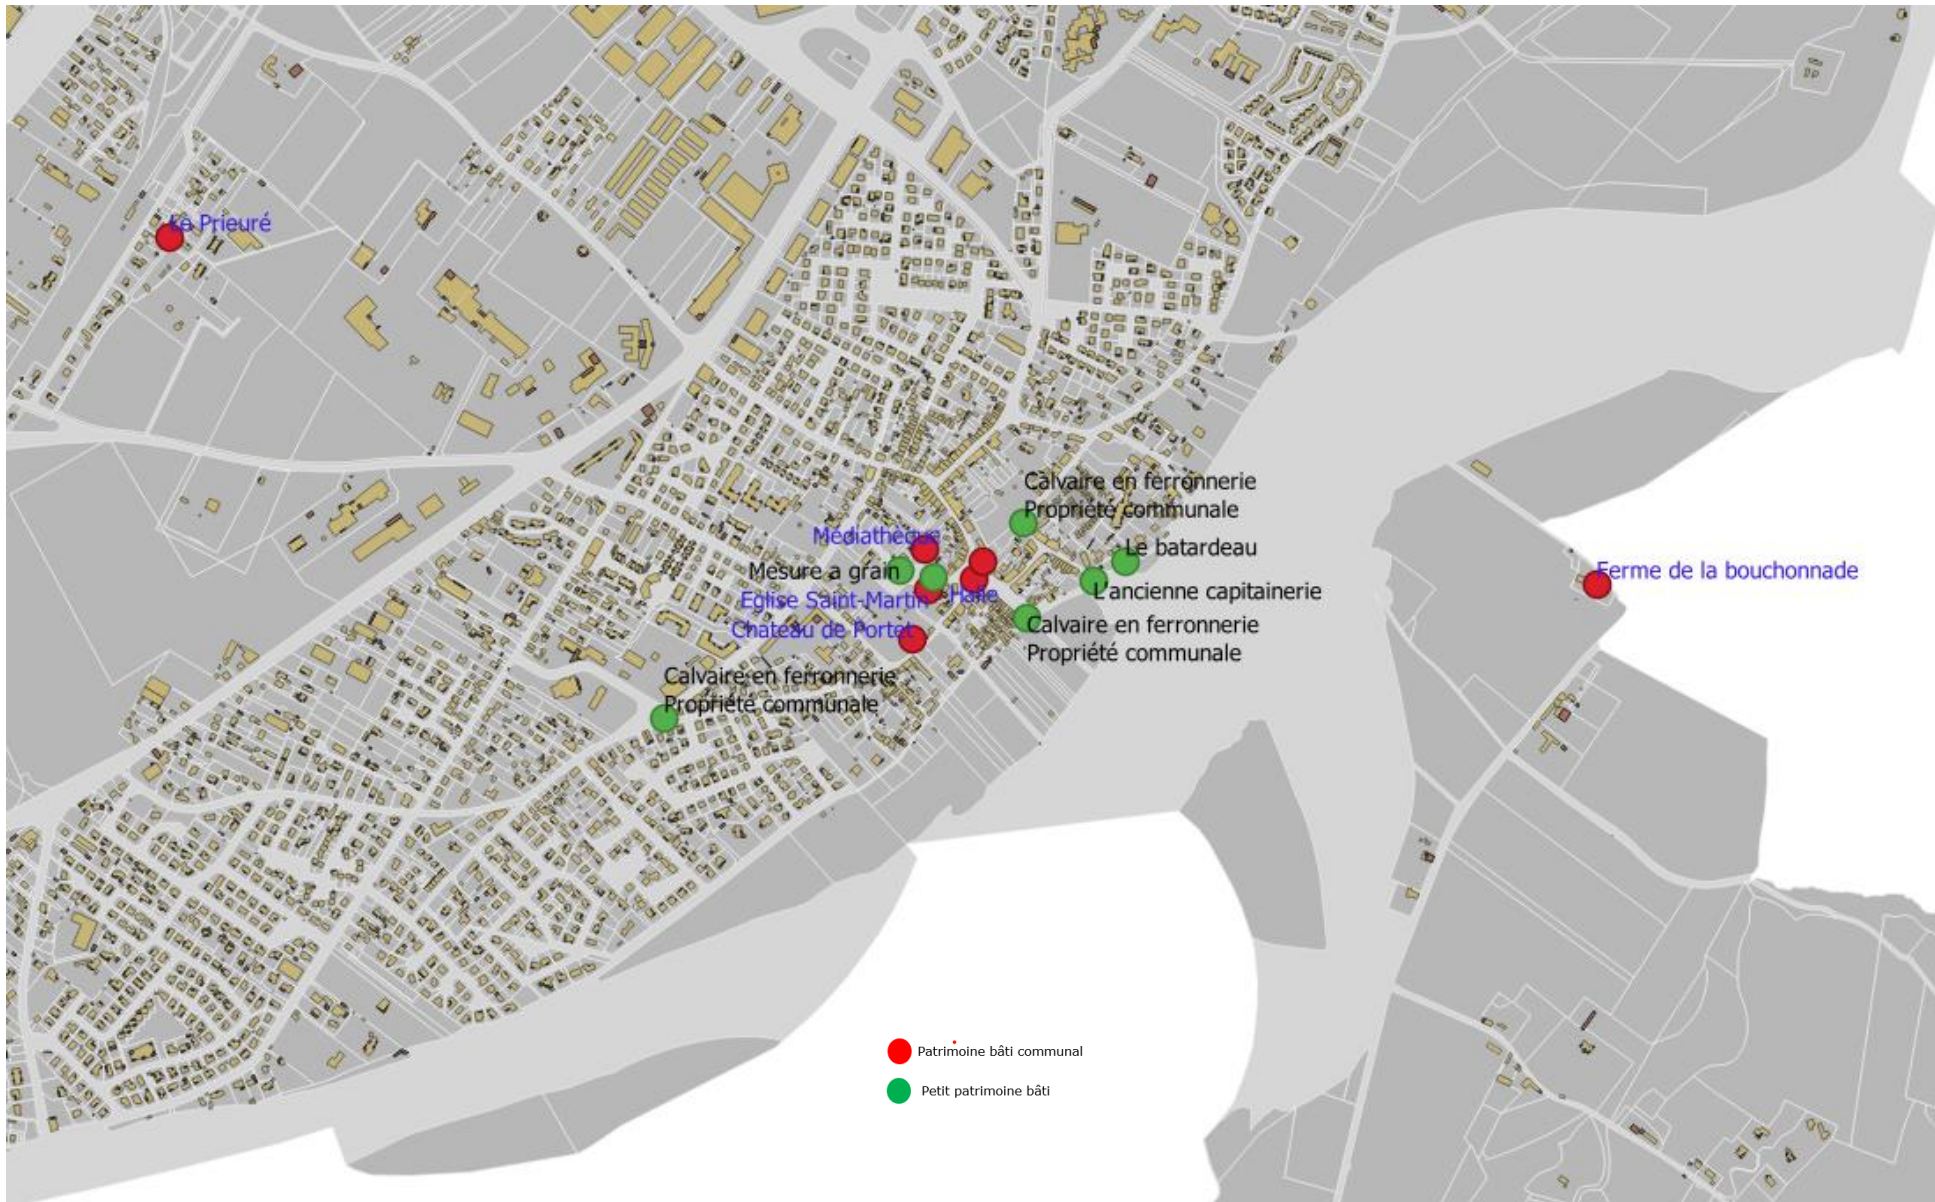 Le Prieuré
Calvaire en ferronnerie
Propriété communale
Médiathèque
Le batardeau
Mesure a grain
Ferme de la bouchonnade
L'ancienne capitainerie
Eglise Saint-Martin
Halle
Chateau de Portet
Calvaire en ferronnerie
Propriété communale
Calvaire en ferronnerie
Propriété communale
Patrimoine bâti communal
Petit patrimoine bâti